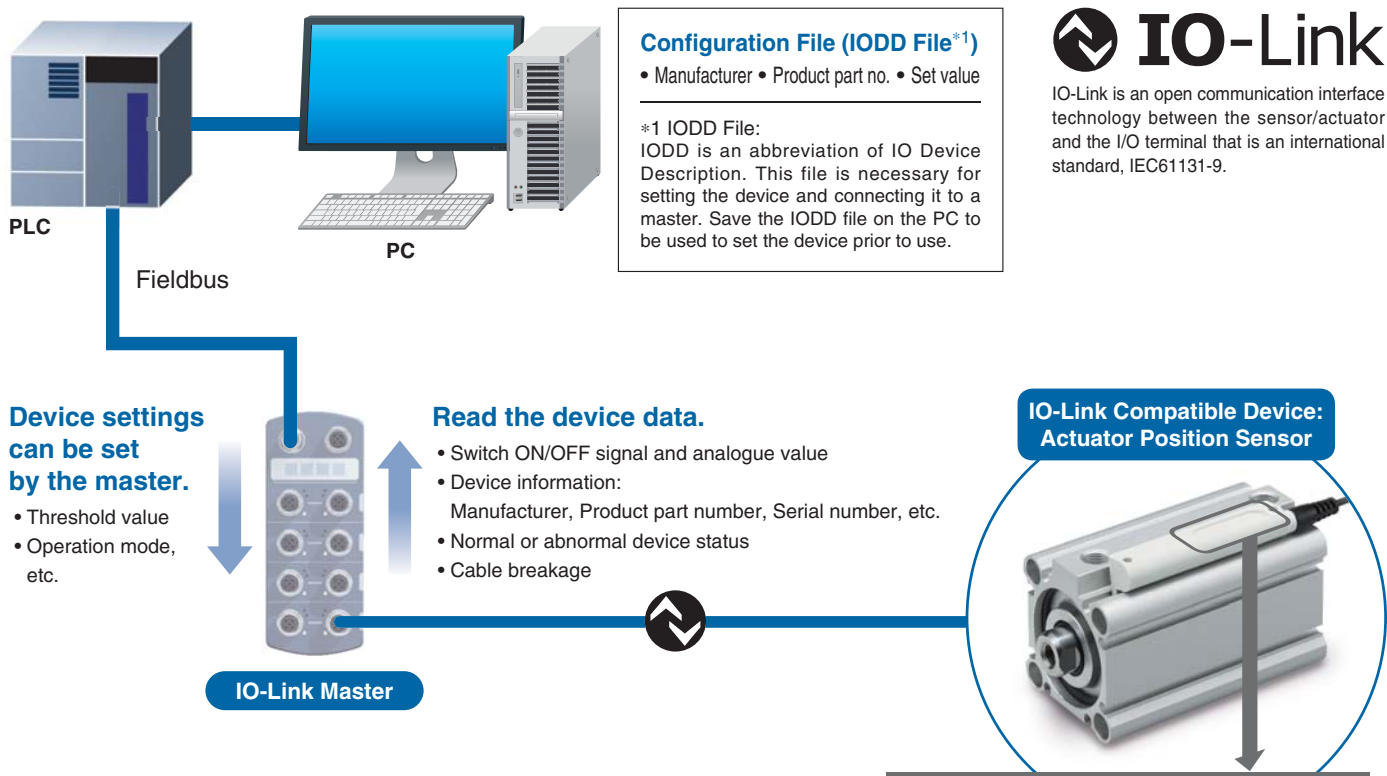 PLC
PC
Fieldbus
Configuration File (IODD File*1)
• Manufacturer • Product part no. • Set value
*1 IODD File:
IODD is an abbreviation of IO Device
Description. This file is necessary for
setting the device and connecting it to a
master. Save the IODD file on the PC to
be used to set the device prior to use.
IO-Link
IO-Link is an open communication interface
technology between the sensor/actuator
and the I/O terminal that is an international
standard, IEC61131-9.
Device settings
can be set
by the master.
• Threshold value
• Operation mode,
etc.
Read the device data.
• Switch ON/OFF signal and analogue value
• Device information:
Manufacturer, Product part number, Serial number, etc.
• Normal or abnormal device status
• Cable breakage
IO-Link Master
IO-Link Compatible Device:
Actuator Position Sensor